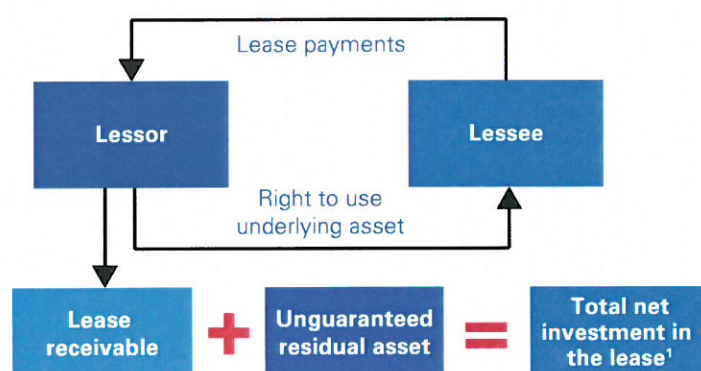 Lease payments
Lessor
Lessee
Right to use
underlying asset
Lease
receivable
+
Unguaranteed
residual asset
=
Total net
investment in
the lease¹